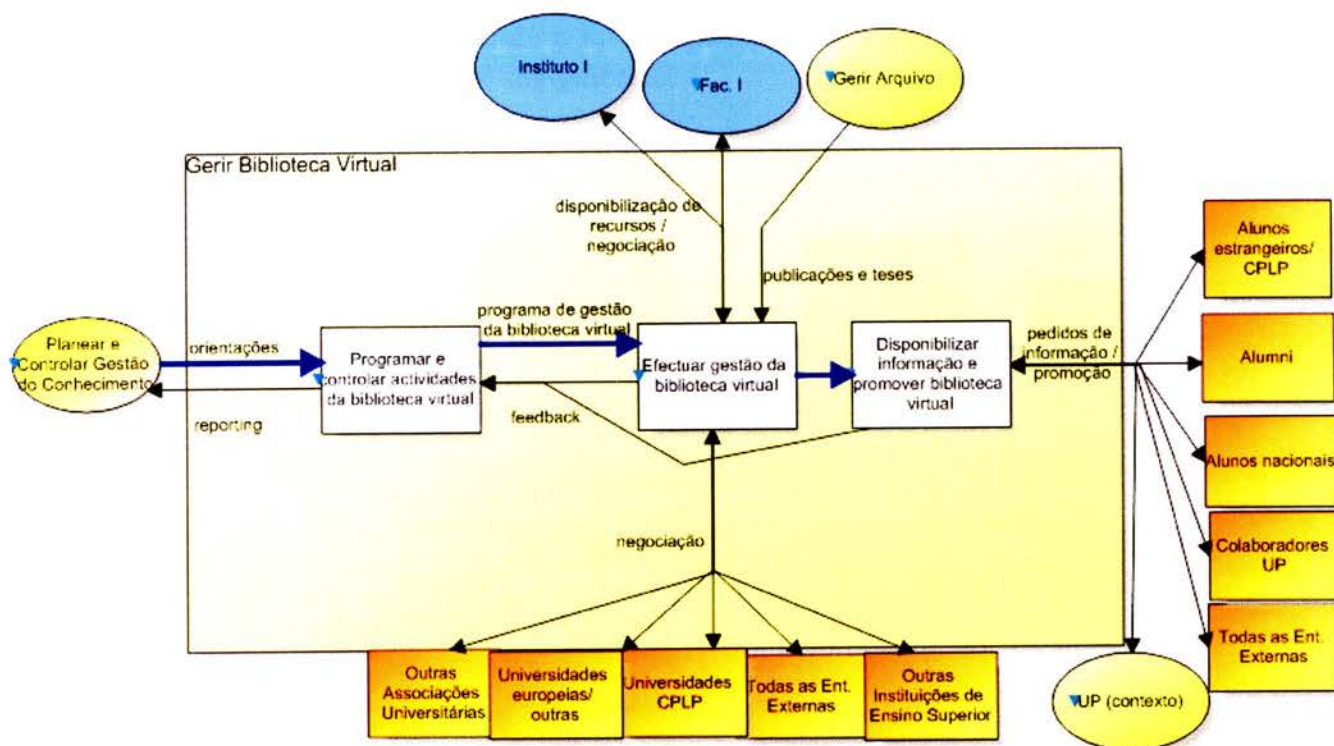 Instituto I
Fac. I
Gerir Arquivo
Gerir Biblioteca Virtual
disponibilização de
recursos /
negociação
publicações e teses
Alunos
estrangeiros/
CPLP
Planear e
Controlar Gestão
do Conhecimento
orientações
reporting
Programar e
controlar actividades
da biblioteca virtual
programa de gestão
da biblioteca virtual
feedback
Efectuar gestão da
biblioteca virtual
Disponibilizar
informação e
promover biblioteca
virtual
pedidos de
informação /
promoção
Alumni
Alunos nacionais
Colaboradores
UP
Todas as Ent.
Externas
negociação
Outras
Associações
Universitárias
Universidades
europeias/
outras
Universidades
CPLP
Todas as Ent.
Externas
Outras
Instituições de
Ensino Superior
UP (contexto)